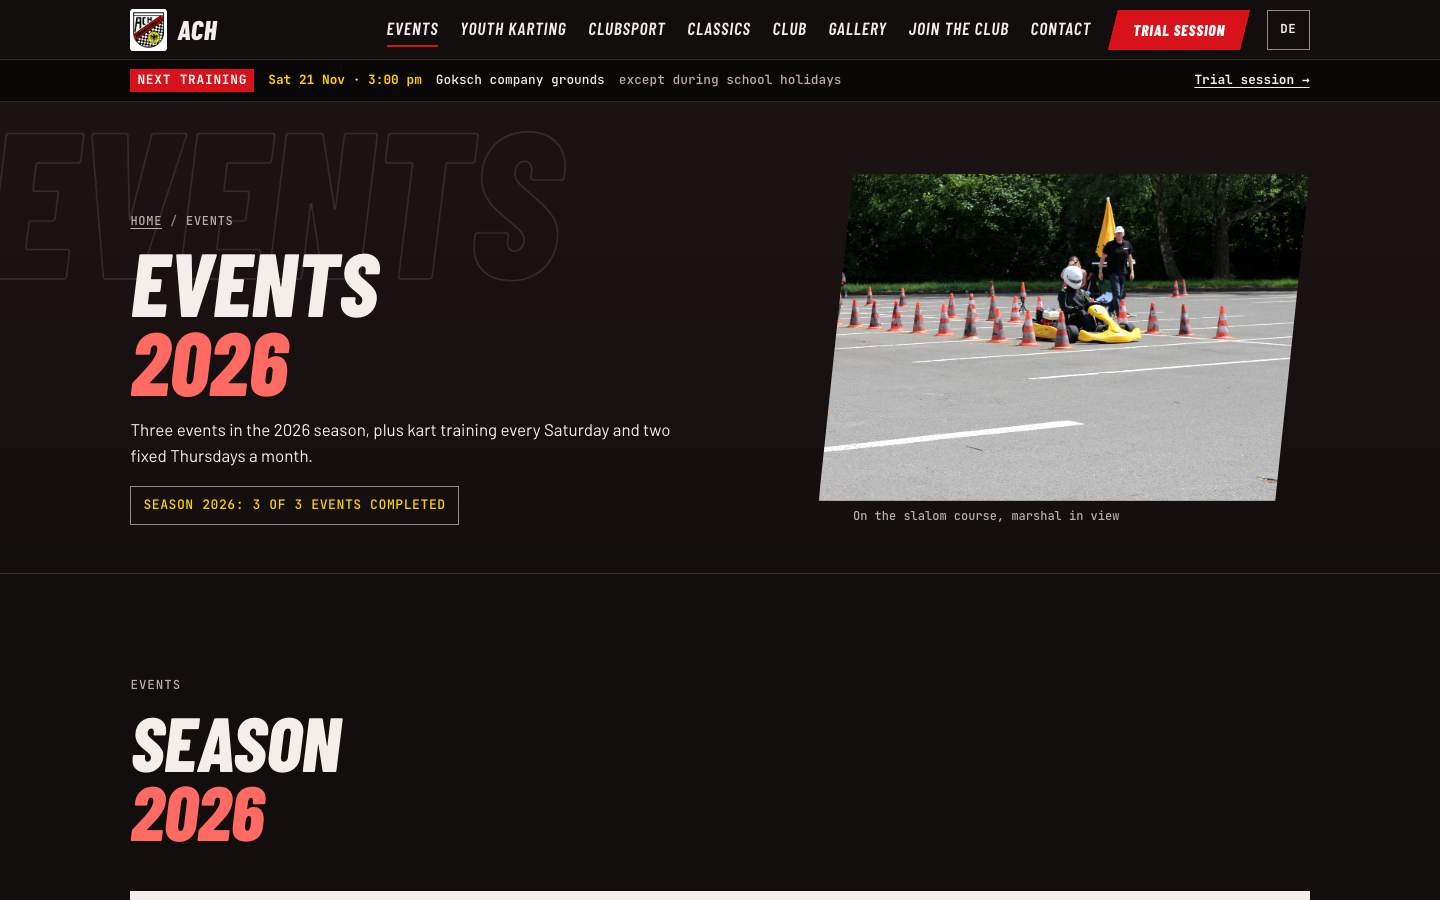 ACH
EVENTS YOUTH KARTING CLUBSPORT CLASSICS CLUB GALLERY JOIN THE CLUB CONTACT TRIAL SESSION DE
NEXT TRAINING Sat 21 Nov · 3:00 pm Goksch company grounds except during school holidays Trial session →
EVENTS
HOME / EVENTS
EVENTS
2026
Three events in the 2026 season, plus kart training every Saturday and two
fixed Thursdays a month.
SEASON 2026: 3 OF 3 EVENTS COMPLETED
On the slalom course, marshal in view
EVENTS
SEASON
2026